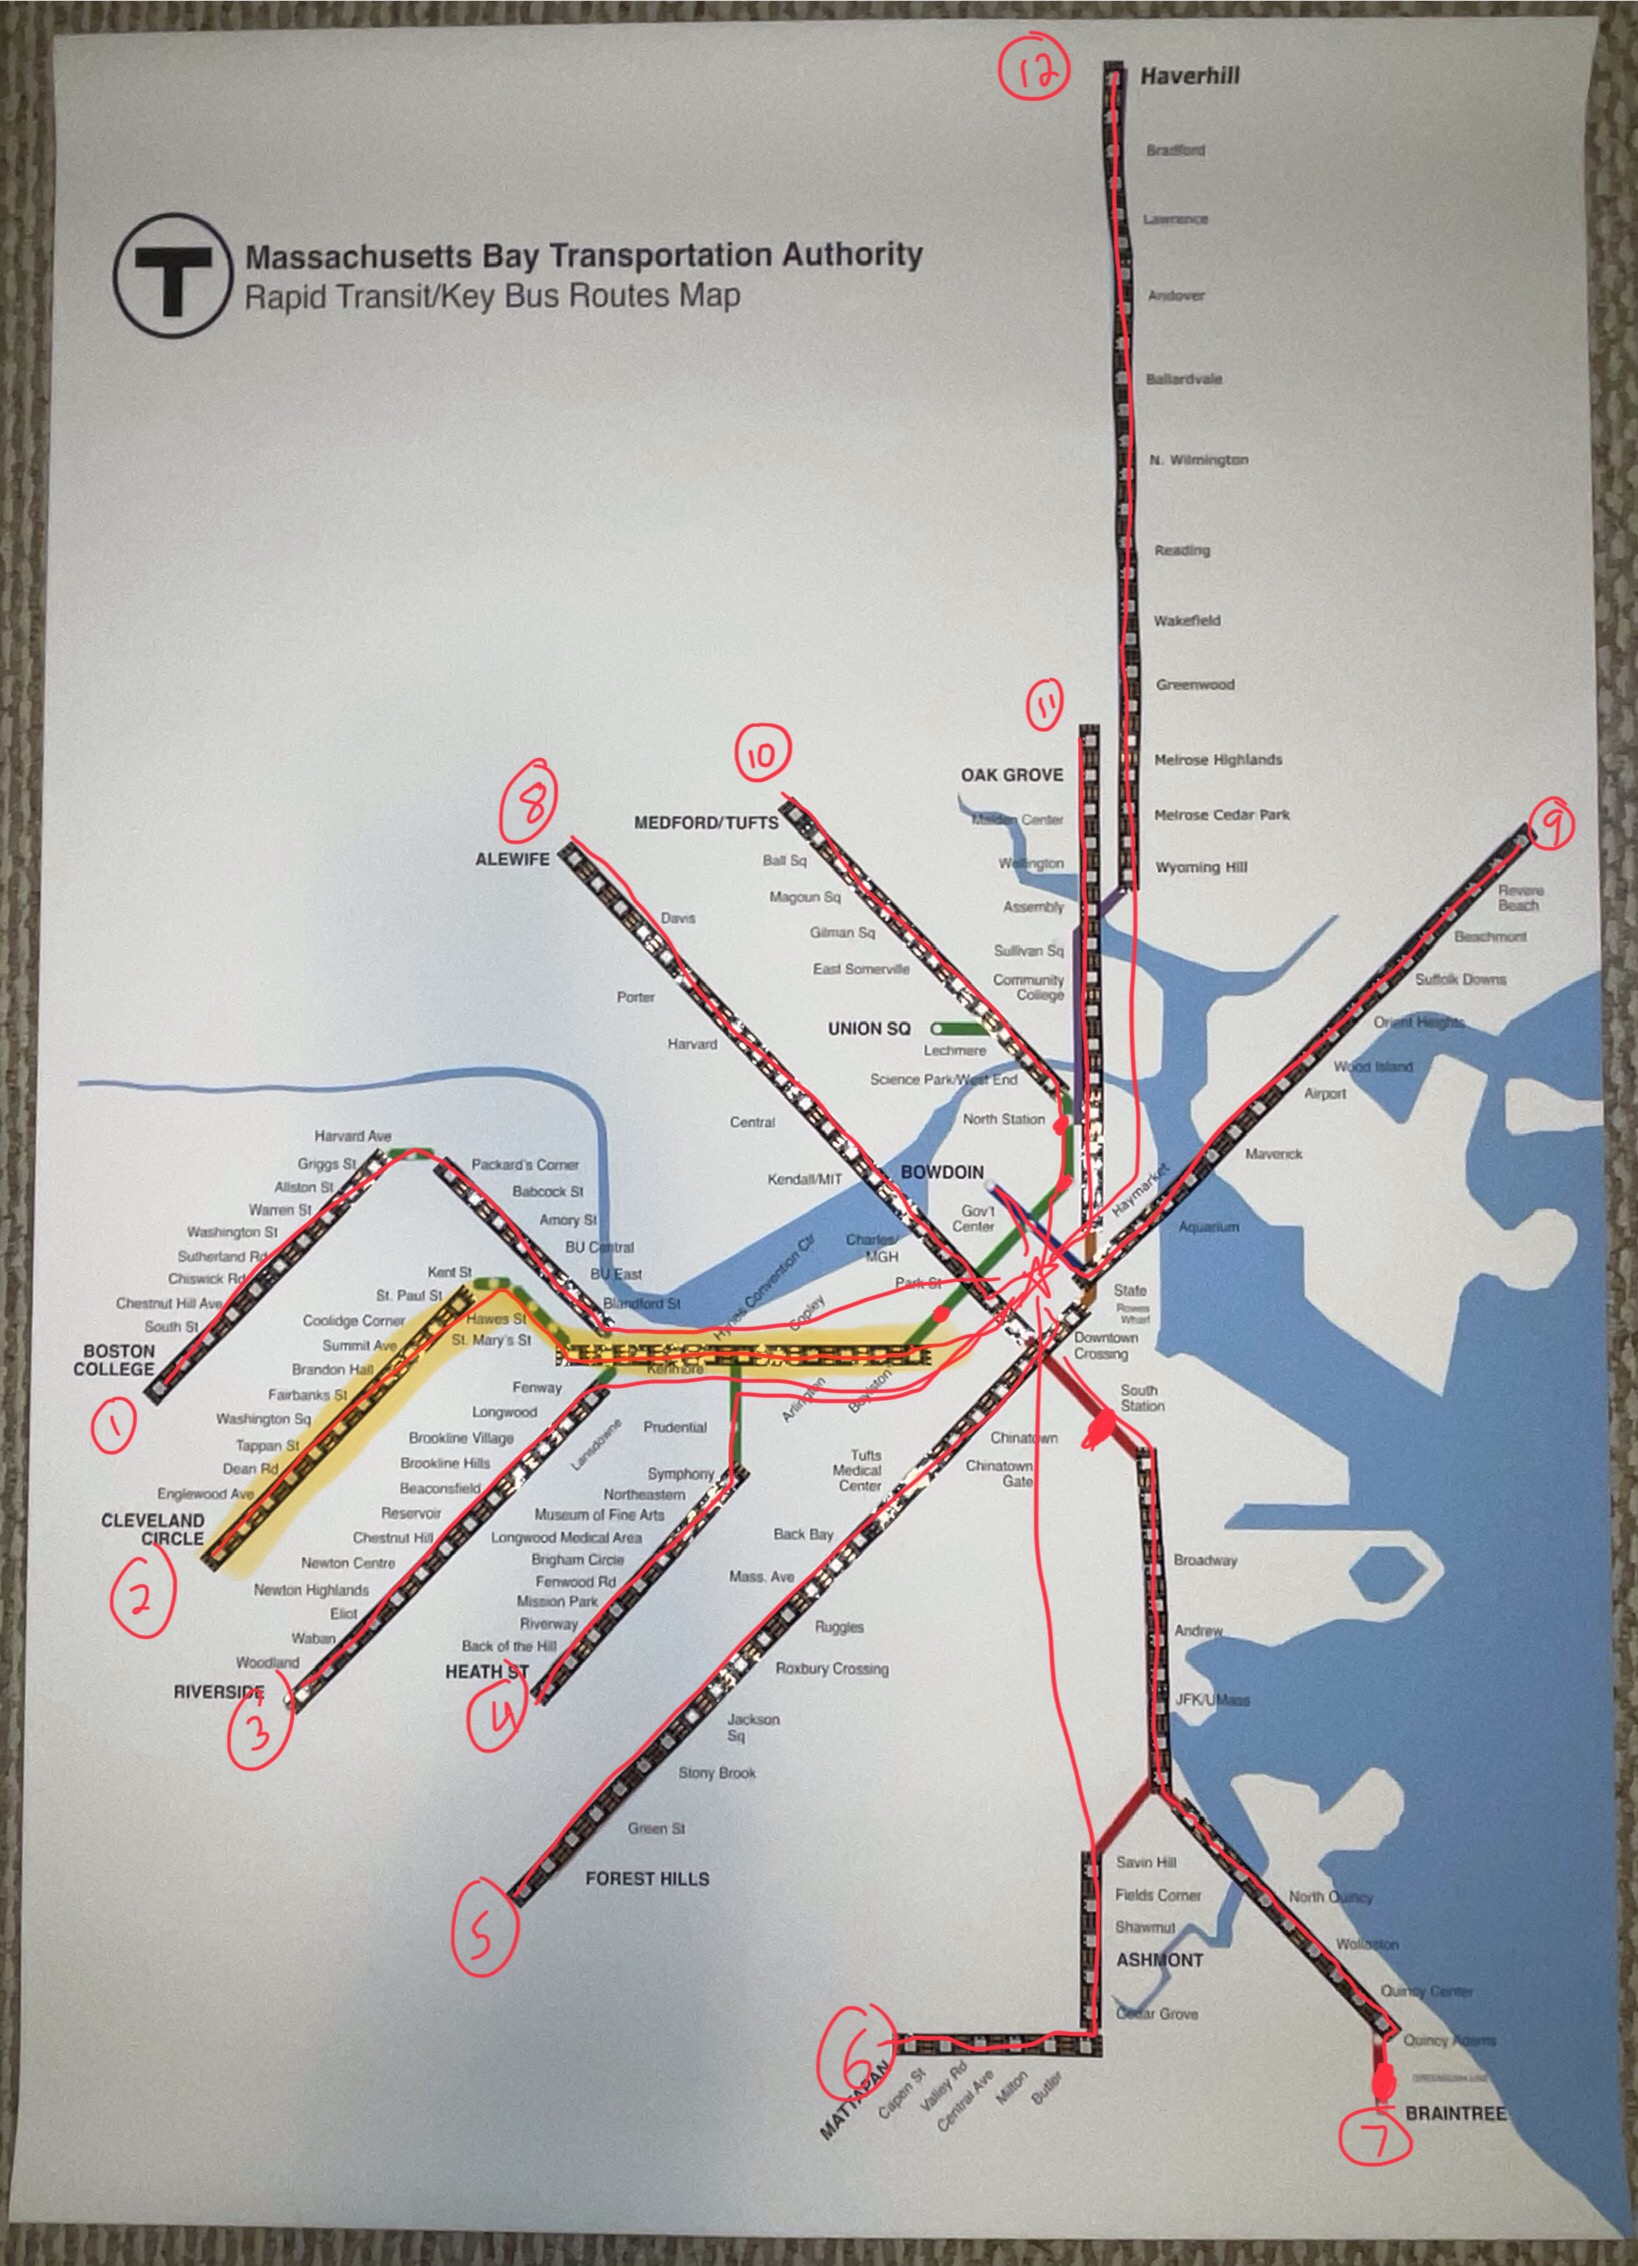 12
Haverhill
Bradford
Lawrence
T
Massachusetts Bay Transportation Authority
Rapid Transit/Key Bus Routes Map
Andover
Ballardvale
N. Wilmington
Reading
Wakefield
Greenwood
Melrose Highlands
Melrose Cedar Park
Wyoming Hill
11
OAK GROVE
Malden Center
Wellington
Assembly
Sullivan Sq
Community
College
10
MEDFORD/TUFTS
Ball Sq
Magoun Sq
Gilman Sq
East Somerville
UNION SQ
Lechmere
Science Park/West End
North Station
8
ALEWIFE
Davis
Porter
Harvard
Central
Kendall/MIT
Charles/
MGH
Park St
9
Revere
Beach
Beachmont
Suffolk Downs
Orient Heights
Wood Island
Airport
Maverick
Aquarium
Haymarket
BOWDOIN
Gov't
Center
State
Rowes
Wharf
Downtown
Crossing
South
Station
Harvard Ave
Griggs St
Allston St
Warren St
Washington St
Sutherland Rd
Chiswick Rd
Chestnut Hill Ave
South St
BOSTON
COLLEGE
1
Packard's Corner
Babcock St
Amory St
BU Central
BU East
Blandford St
Hynes Convention Ctr
Copley
Kenmore
Arlington
Boylston
Kent St
St. Paul St
Coolidge Corner
Summit Ave
Brandon Hall
Fairbanks St
Washington Sq
Tappan St
Dean Rd
Englewood Ave
CLEVELAND
CIRCLE
2
Hawes St
St. Mary's St
Fenway
Longwood
Brookline Village
Brookline Hills
Beaconsfield
Reservoir
Chestnut Hill
Newton Centre
Newton Highlands
Eliot
Waban
Woodland
RIVERSIDE
3
Lansdowne
Prudential
Symphony
Northeastern
Museum of Fine Arts
Longwood Medical Area
Brigham Circle
Fenwood Rd
Mission Park
Riverway
Back of the Hill
HEATH ST
4
Chinatown
Chinatown
Gate
Tufts
Medical
Center
Back Bay
Mass. Ave
Ruggles
Roxbury Crossing
Jackson
Sq
Stony Brook
Green St
FOREST HILLS
5
Broadway
Andrew
JFK/UMass
Savin Hill
Fields Corner
Shawmut
ASHMONT
Cedar Grove
6
MATTAPAN
Capen St
Valley Rd
Central Ave
Milton
Butler
North Quincy
Wollaston
Quincy Center
Quincy Adams
BRAINTREE
7